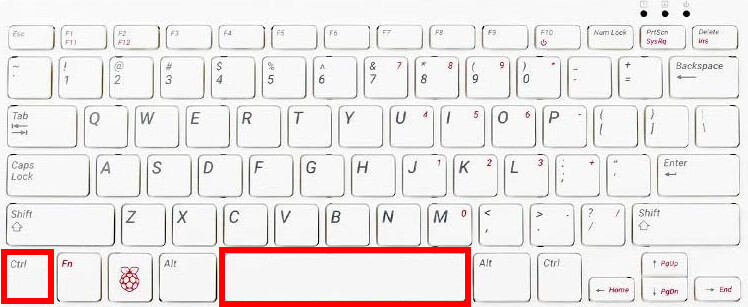 Esc F1 F2 F3 F4 F5 F6 F7 F8 F9 F10 Num Lock PrtScn Delete
F11 F12 SysRq Ins
~ ! @ # $ % ^ & 7 * 8 ( 9 ) * _ + Backspace
` 1 2 3 4 5 6 7 8 9 0 - =
Tab Q W E R T Y U 4 I 5 O 6 P - { } |
[ ] \
Caps Lock A S D F G H J 1 K 2 L 3 : + " Enter
; '
Shift Z X C V B N M 0 < > . ? / Shift
, . /
Ctrl Fn Alt Alt Ctrl ↑ PgUp
← Home ↓ PgDn → End